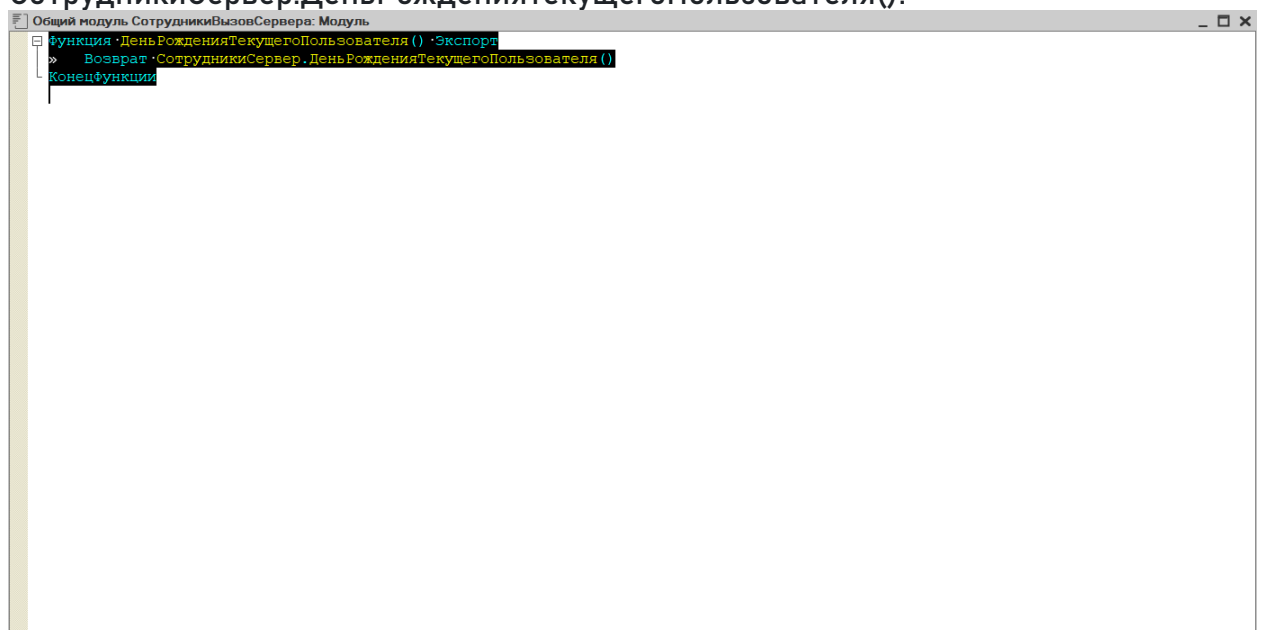 СотрудникиСервер.ДеньРожденияТекущегоПользователя().
Общий модуль СотрудникиВызовСервера: Модуль
Функция ДеньРожденияТекущегоПользователя() Экспорт
Возврат СотрудникиСервер.ДеньРожденияТекущегоПользователя()
КонецФункции